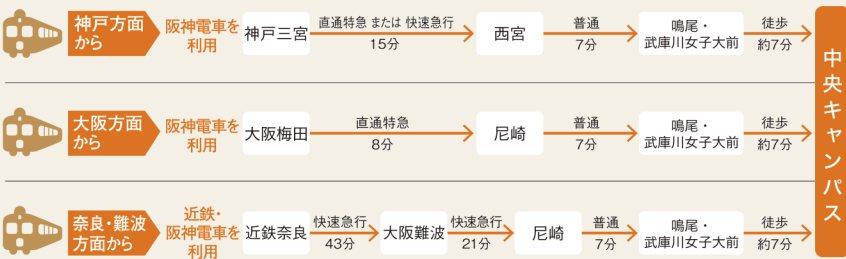 神戸方面
から
阪神電車を
利用
神戸三宮
直通特急 または 快速急行
15分
西宮
普通
7分
鳴尾・
武庫川女子大前
徒歩
約7分
大阪方面
から
阪神電車を
利用
大阪梅田
直通特急
8分
尼崎
普通
7分
鳴尾・
武庫川女子大前
徒歩
約7分
奈良・難波
方面から
近鉄・
阪神電車を
利用
近鉄奈良
快速急行
43分
大阪難波
快速急行
21分
尼崎
普通
7分
鳴尾・
武庫川女子大前
徒歩
約7分
中央キャンパス